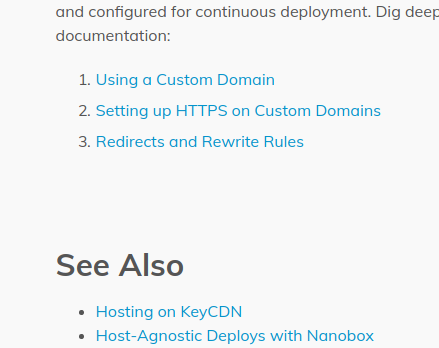 and configured for continuous deployment. Dig deep
documentation:
1. Using a Custom Domain
2. Setting up HTTPS on Custom Domains
3. Redirects and Rewrite Rules
See Also
• Hosting on KeyCDN
• Host-Agnostic Deploys with Nanobox